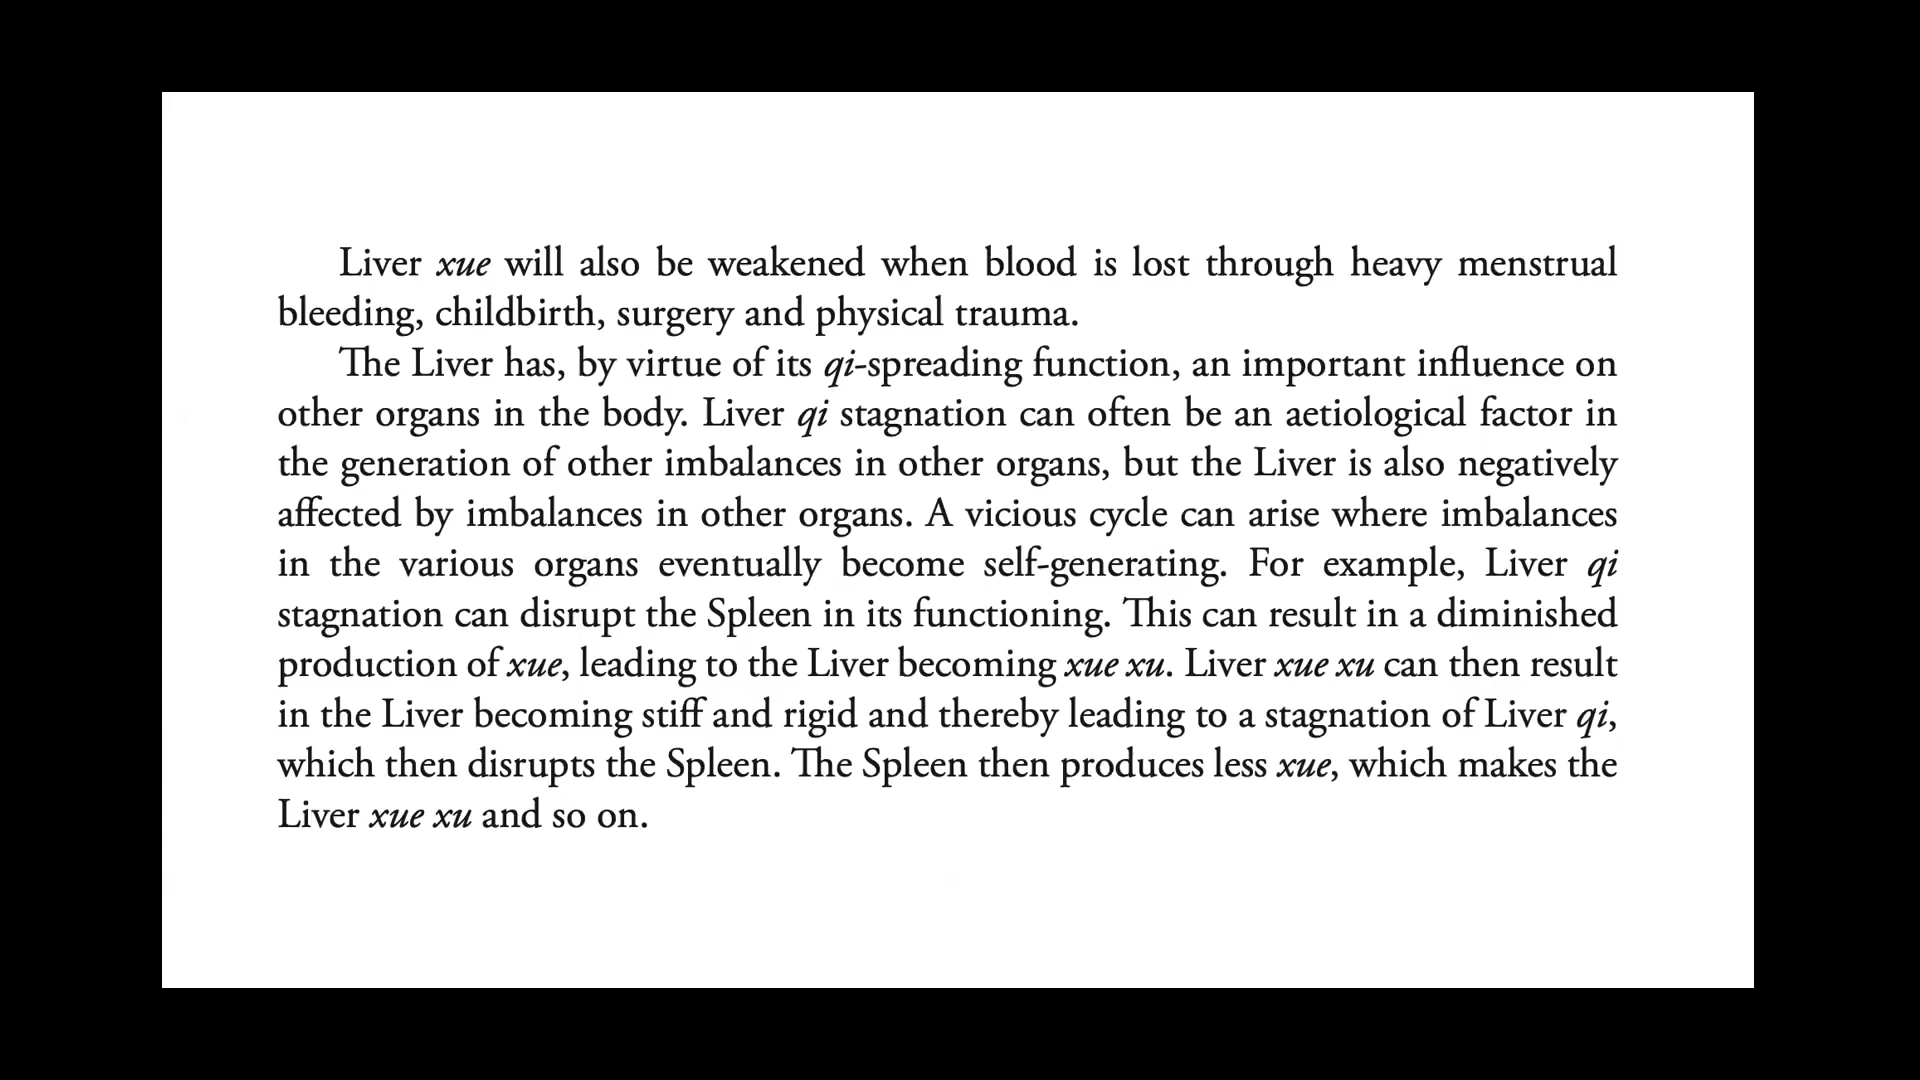 Liver xue will also be weakened when blood is lost through heavy menstrual
bleeding, childbirth, surgery and physical trauma.
The Liver has, by virtue of its qi-spreading function, an important influence on
other organs in the body. Liver qi stagnation can often be an aetiological factor in
the generation of other imbalances in other organs, but the Liver is also negatively
affected by imbalances in other organs. A vicious cycle can arise where imbalances
in the various organs eventually become self-generating. For example, Liver qi
stagnation can disrupt the Spleen in its functioning. This can result in a diminished
production of xue, leading to the Liver becoming xue xu. Liver xue xu can then result
in the Liver becoming stiff and rigid and thereby leading to a stagnation of Liver qi,
which then disrupts the Spleen. The Spleen then produces less xue, which makes the
Liver xue xu and so on.